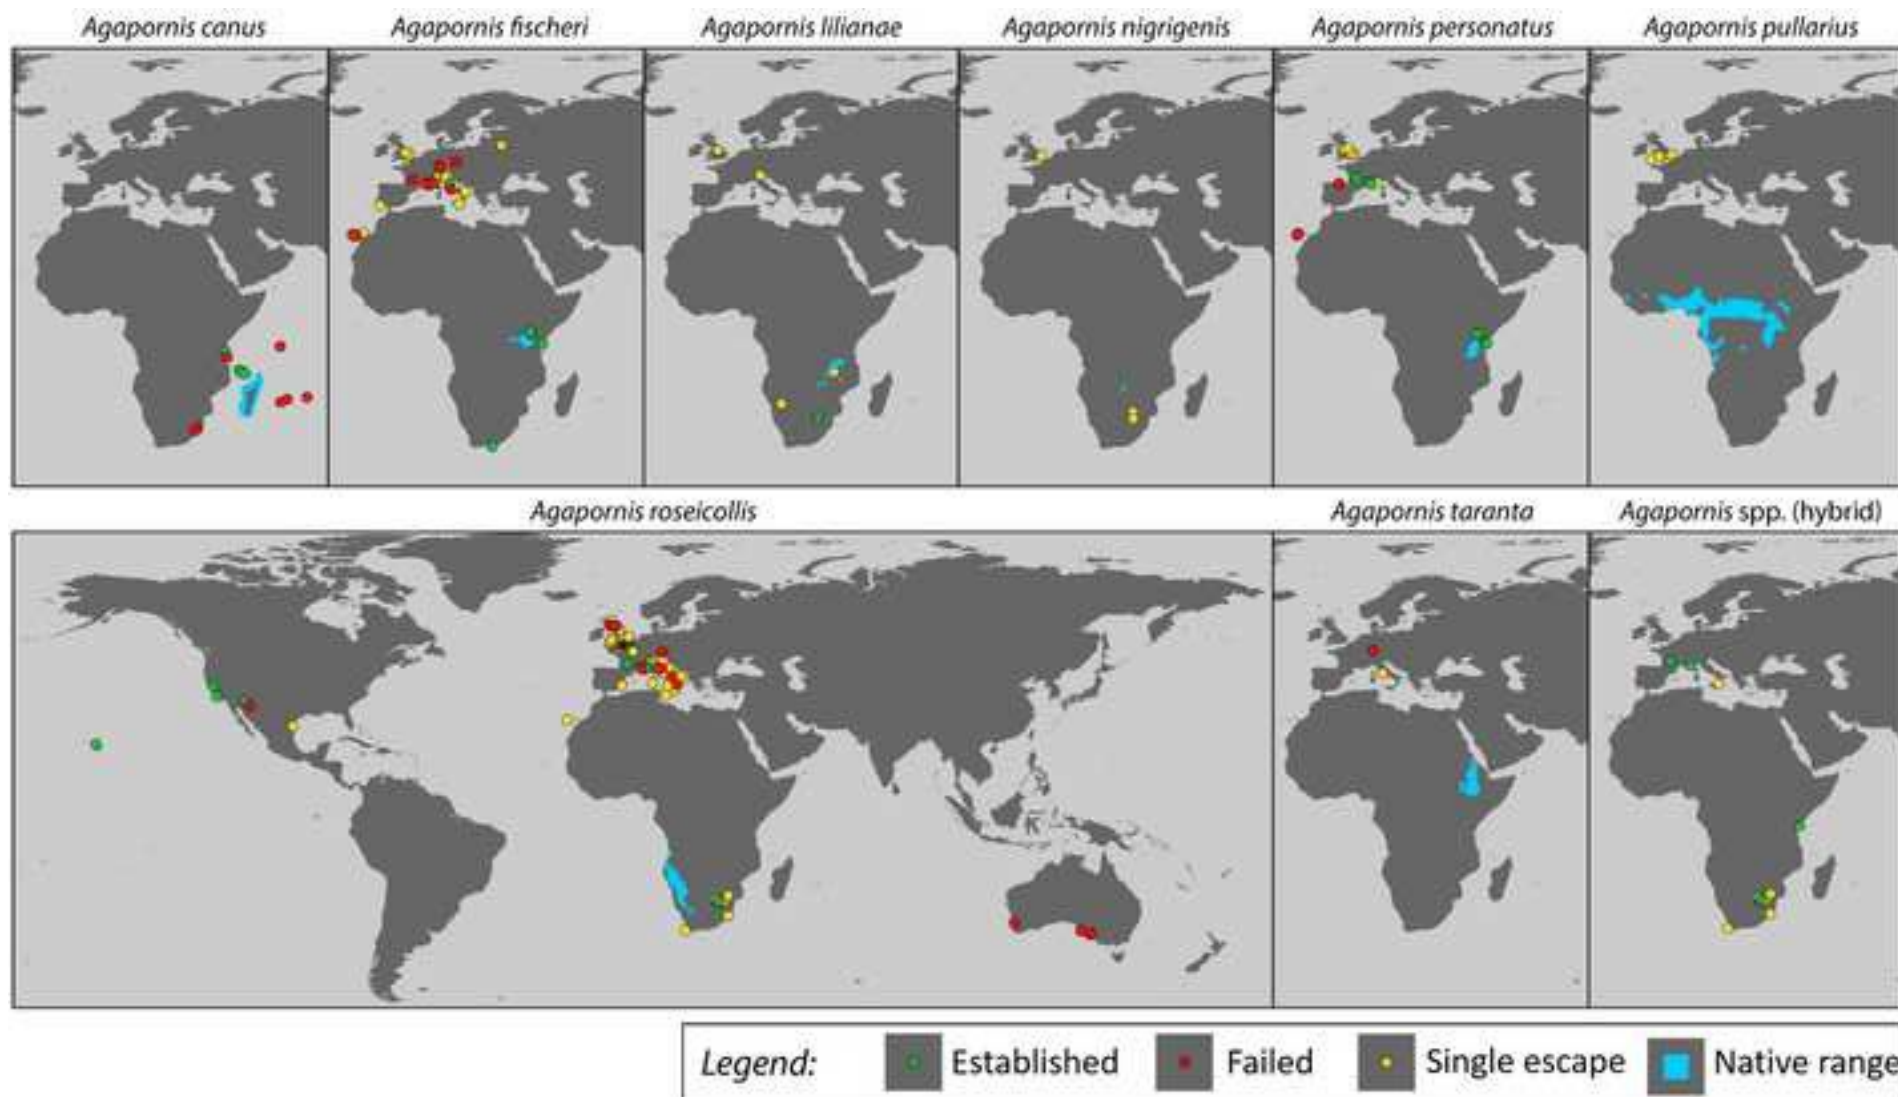 Agapornis canus
Agapornis fischeri
Agapornis lilianae
Agapornis nigrigenis
Agapornis personatus
Agapornis pullarius
Agapornis roseicollis
Agapornis taranta
Agapornis spp. (hybrid)
Legend: Established Failed Single escape Native range